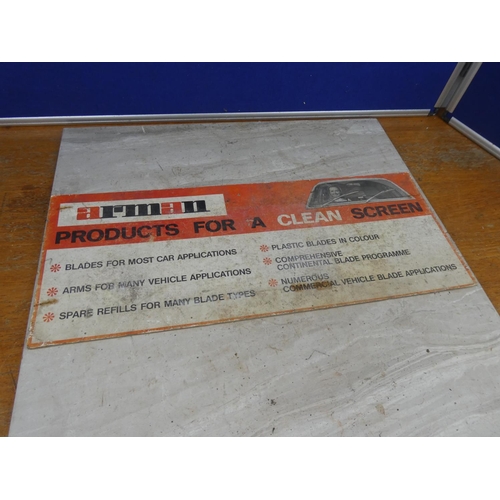 arman
PRODUCTS FOR A CLEAN SCREEN
BLADES FOR MOST CAR APPLICATIONS
ARMS FOR MANY VEHICLE APPLICATIONS
SPARE REFILLS FOR MANY BLADE TYPES
PLASTIC BLADES IN COLOUR
COMPREHENSIVE
CONTINENTAL BLADE PROGRAMME
NUMEROUS
COMMERCIAL VEHICLE BLADE APPLICATIONS